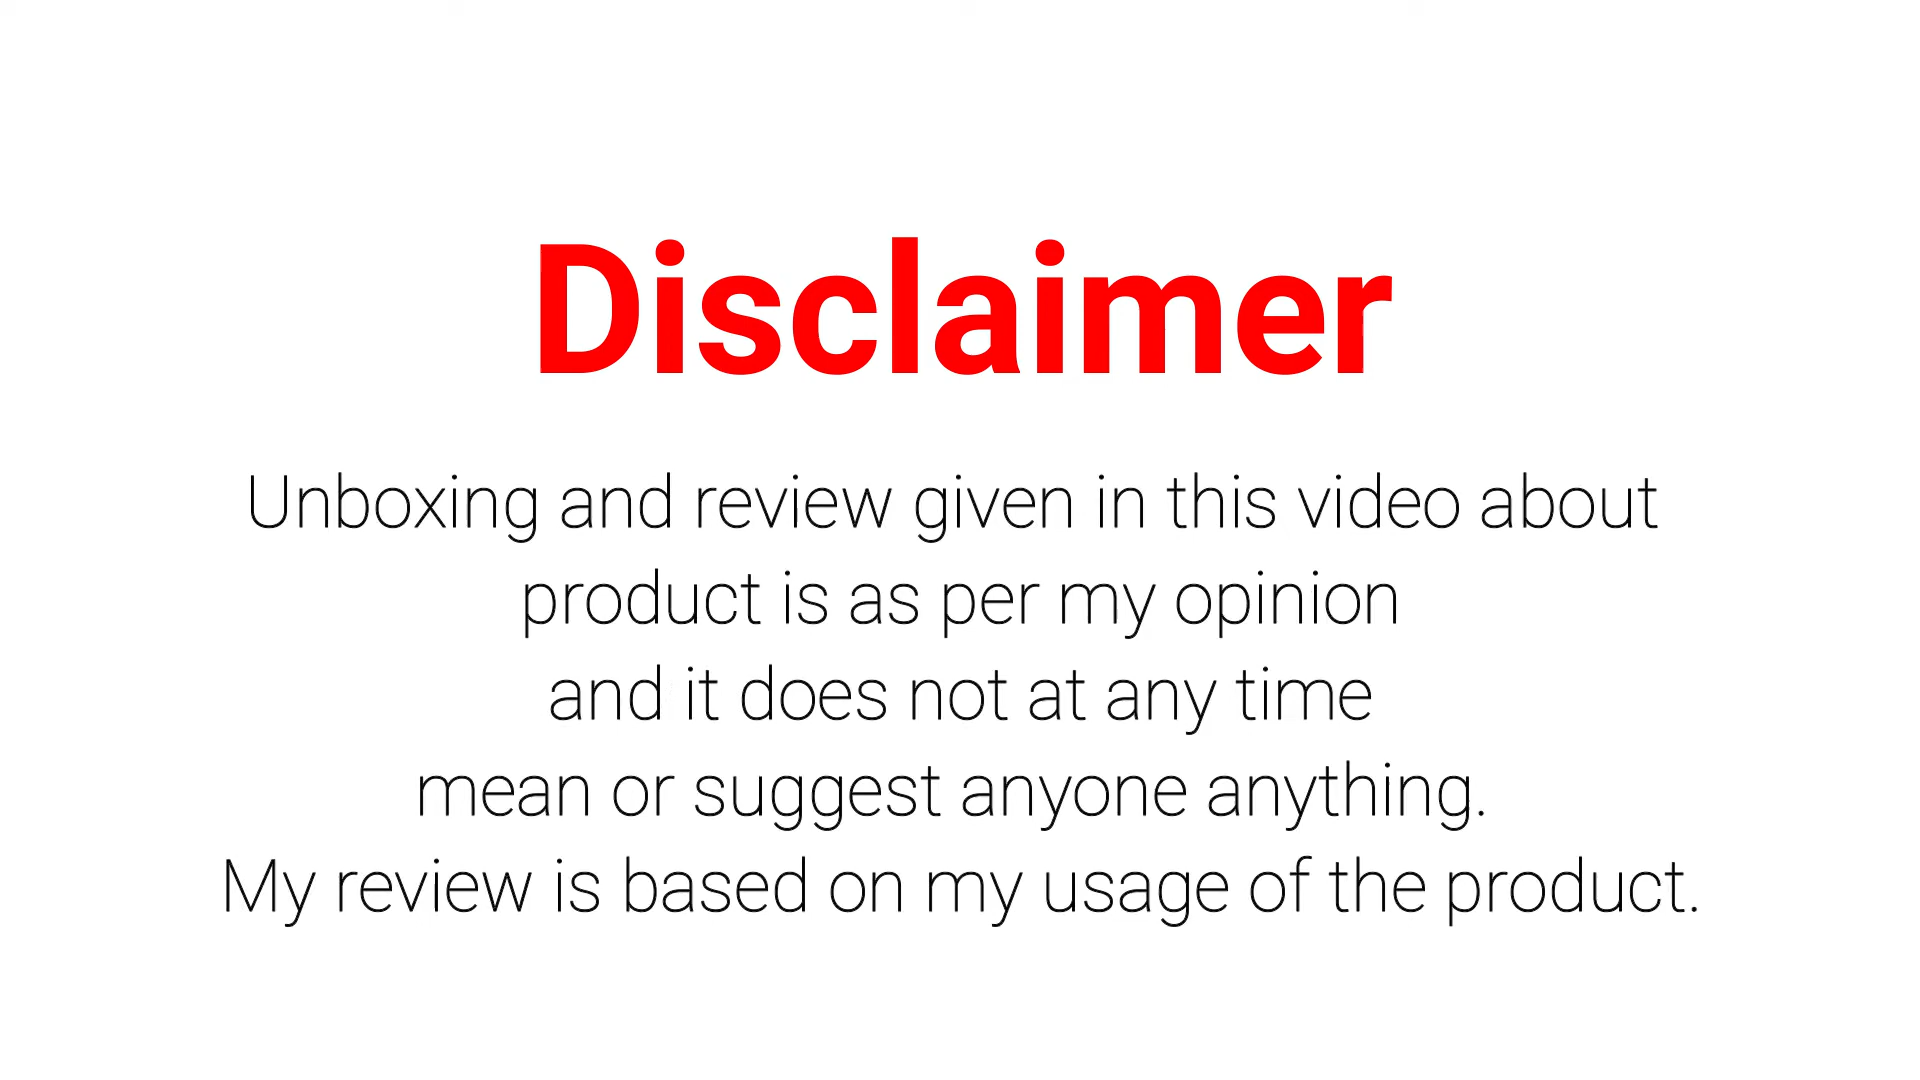 Disclaimer
Unboxing and review given in this video about
product is as per my opinion
and it does not at any time
mean or suggest anyone anything.
My review is based on my usage of the product.